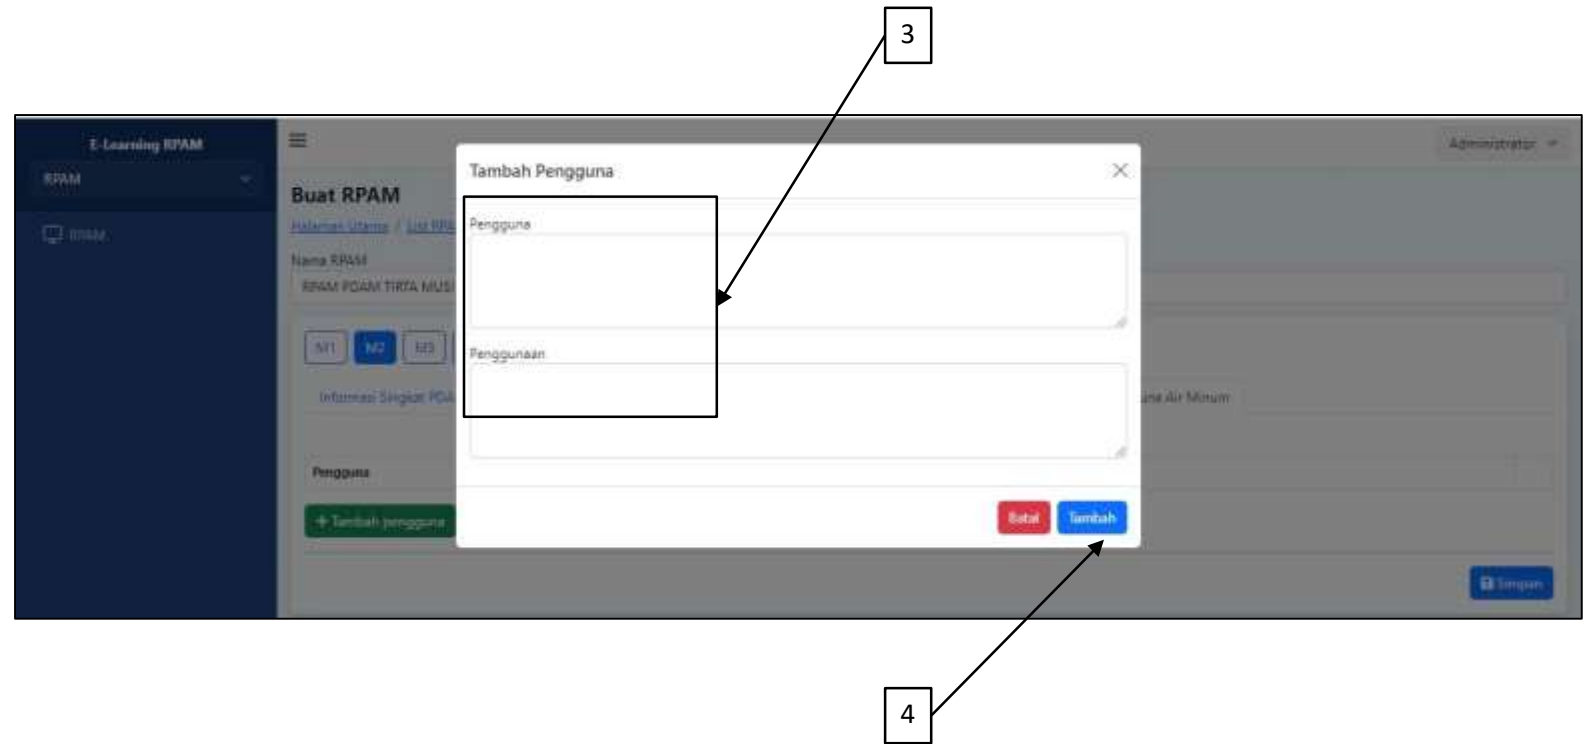 3
E-Learning RPAM
Administrator
RPAM
Tambah Pengguna
Buat RPAM
Halaman Utama / List RPA
Pengguna
RPAM
Nama RPAM
RPAM PDAM TIRTA MUSI
M1 M2 M3
Penggunaan
Informasi Singkat PDA
una Air Minum
Pengguna
+ Tambah pengguna
Batal Tambah
Simpan
4